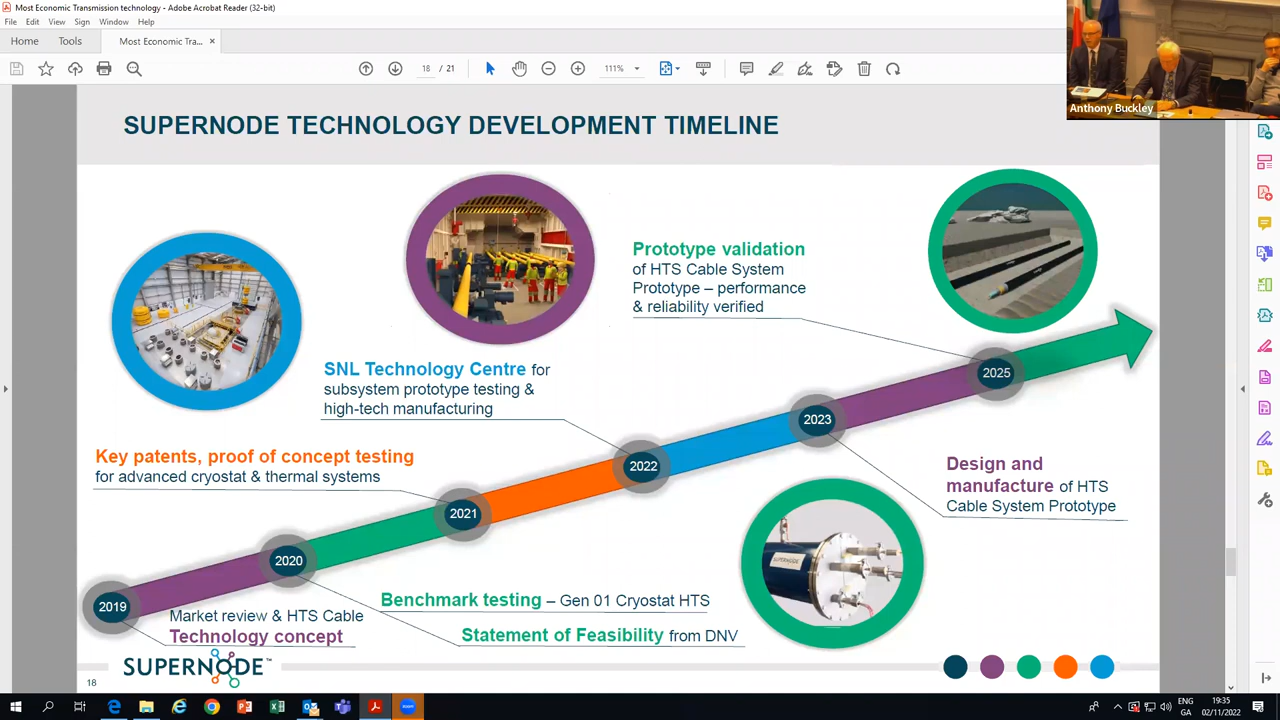 Most Economic Transmission technology - Adobe Acrobat Reader (32-bit)
File Edit View Sign Window Help
Home Tools Most Economic Tra... ×
18 / 21 111%
Anthony Buckley
SUPERNODE TECHNOLOGY DEVELOPMENT TIMELINE
Prototype validation
of HTS Cable System
Prototype – performance
& reliability verified
SNL Technology Centre for
subsystem prototype testing &
high-tech manufacturing
2025
2023
Key patents, proof of concept testing
for advanced cryostat & thermal systems
2022
Design and
manufacture of HTS
Cable System Prototype
2021
2020
SUPERNODE
2019
Market review & HTS Cable
Technology concept
Benchmark testing – Gen 01 Cryostat HTS
Statement of Feasibility from DNV
SUPERNODE™
18
ENG
GA
19:35
02/11/2022